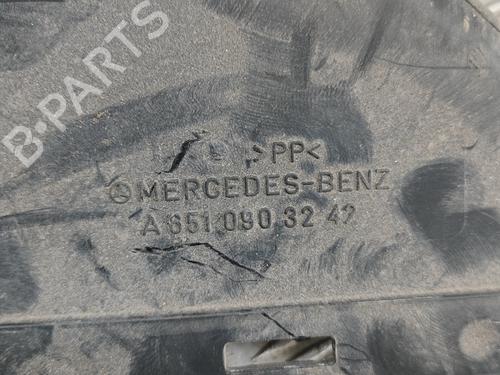 B-PARTS
>PP<
MERCEDES-BENZ
A 651 090 32 42